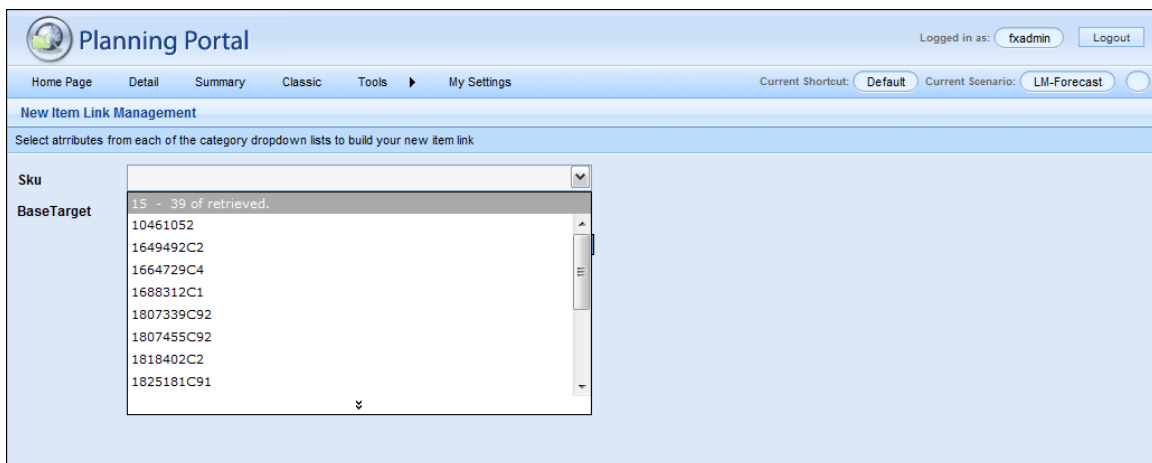 Planning Portal
Logged in as: fxadmin Logout
Home Page Detail Summary Classic Tools My Settings Current Shortcut: Default Current Scenario: LM-Forecast
New Item Link Management
Select atrributes from each of the category dropdown lists to build your new item link
Sku
15 - 39 of retrieved.
BaseTarget
10461052
1649492C2
1664729C4
1688312C1
1807339C92
1807455C92
1818402C2
1825181C91